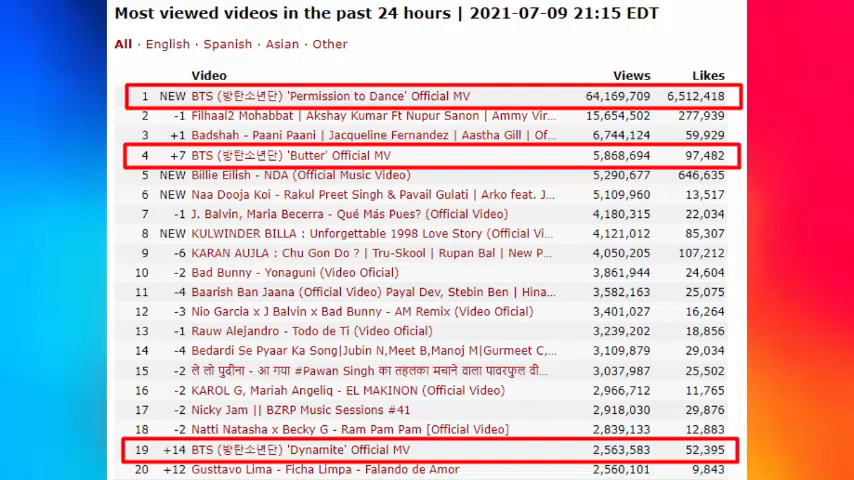 Most viewed videos in the past 24 hours | 2021-07-09 21:15 EDT
All · English · Spanish · Asian · Other
Video Views Likes
1 NEW BTS (방탄소년단) 'Permission to Dance' Official MV 64,169,709 6,512,418
2 -1 Filhaal2 Mohabbat | Akshay Kumar Ft Nupur Sanon | Ammy Vir... 15,654,502 277,939
3 +1 Badshah - Paani Paani | Jacqueline Fernandez | Aastha Gill | Of... 6,744,124 59,929
4 +7 BTS (방탄소년단) 'Butter' Official MV 5,868,694 97,482
5 NEW Billie Eilish - NDA (Official Music Video) 5,290,677 646,635
6 NEW Naa Dooja Koi - Rakul Preet Singh & Pavail Gulati | Arko feat. J... 5,109,960 13,517
7 -1 J. Balvin, Maria Becerra - Qué Más Pues? (Official Video) 4,180,315 22,034
8 NEW KULWINDER BILLA : Unforgettable 1998 Love Story (Official Vi... 4,121,012 85,307
9 -6 KARAN AUJLA : Chu Gon Do ? | Tru-Skool | Rupan Bal | New P... 4,050,205 107,212
10 -2 Bad Bunny - Yonaguni (Video Oficial) 3,861,944 24,604
11 -4 Baarish Ban Jaana (Official Video) Payal Dev, Stebin Ben | Hina... 3,582,163 25,075
12 -3 Nio Garcia x J Balvin x Bad Bunny - AM Remix (Video Oficial) 3,401,027 16,264
13 -1 Rauw Alejandro - Todo de Ti (Video Oficial) 3,239,202 18,856
14 -4 Bedardi Se Pyaar Ka Song|Jubin N,Meet B,Manoj M|Gurmeet C,... 3,109,879 29,034
15 -2 ले लो पुदीना - आ गया #Pawan Singh का तहलका मचाने वाला पावरफुल वी... 3,037,987 25,502
16 -2 KAROL G, Mariah Angeliq - EL MAKINON (Official Video) 2,966,712 11,765
17 -2 Nicky Jam || BZRP Music Sessions #41 2,918,030 29,876
18 -2 Natti Natasha x Becky G - Ram Pam Pam [Official Video] 2,839,133 12,883
19 +14 BTS (방탄소년단) 'Dynamite' Official MV 2,563,583 52,395
20 +12 Gusttavo Lima - Ficha Limpa - Falando de Amor 2,560,101 9,843